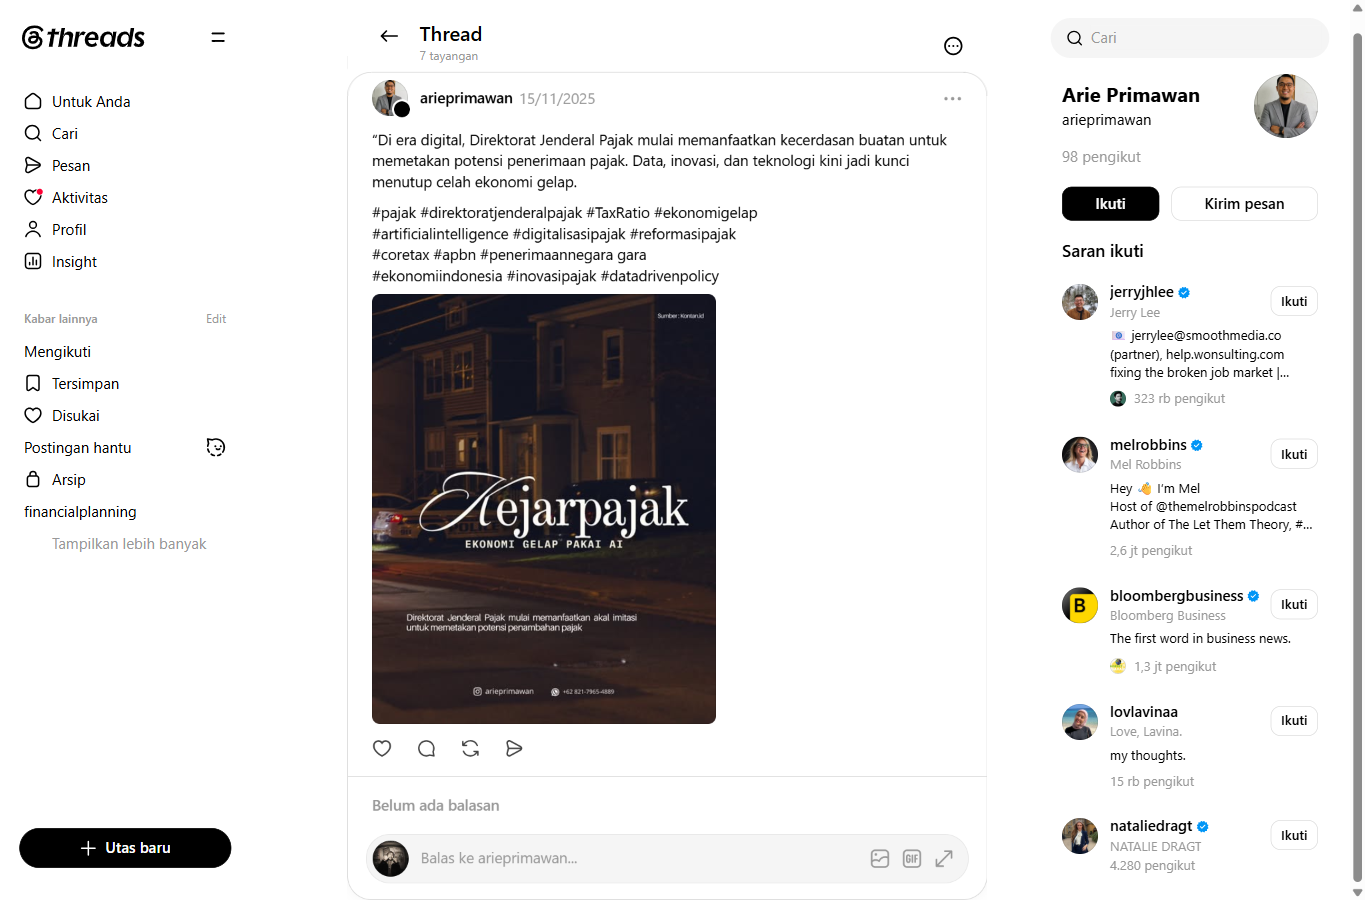 threads
Untuk Anda
Cari
Pesan
Aktivitas
Profil
Insight
Kabar lainnya
Edit
Mengikuti
Tersimpan
Disukai
Postingan hantu
Arsip
financialplanning
Tampilkan lebih banyak
Utas baru
Thread
7 tayangan
arieprimawan 15/11/2025
“Di era digital, Direktorat Jenderal Pajak mulai memanfaatkan kecerdasan buatan untuk
memetakan potensi penerimaan pajak. Data, inovasi, dan teknologi kini jadi kunci
menutup celah ekonomi gelap.
#pajak #direktoratjenderalpajak #TaxRatio #ekonomigelap
#artificialintelligence #digitalisasipajak #reformasipajak
#coretax #apbn #penerimaannegara gara
#ekonomiindonesia #inovasipajak #datadrivenpolicy
Sumber: Kontan.id
Kejarpajak
EKONOMI GELAP PAKAI AI
Direktorat Jenderal Pajak mulai memanfaatkan akal imitasi
untuk memetakan potensi penambahan pajak
arieprimawan
+62 821-7965-4889
Belum ada balasan
Balas ke arieprimawan...
GIF
Cari
Arie Primawan
arieprimawan
98 pengikut
Ikuti
Kirim pesan
Saran ikuti
jerryjhlee
Jerry Lee
Ikuti
📧 jerrylee@smoothmedia.co
(partner), help.wonsulting.com
fixing the broken job market |...
323 rb pengikut
melrobbins
Mel Robbins
Ikuti
Hey 👋 I’m Mel
Host of @themelrobbinspodcast
Author of The Let Them Theory, #...
2,6 jt pengikut
bloombergbusiness
Bloomberg Business
Ikuti
B
The first word in business news.
1,3 jt pengikut
lovlavinaa
Love, Lavina.
Ikuti
my thoughts.
15 rb pengikut
nataliedragt
NATALIE DRAGT
Ikuti
4.280 pengikut